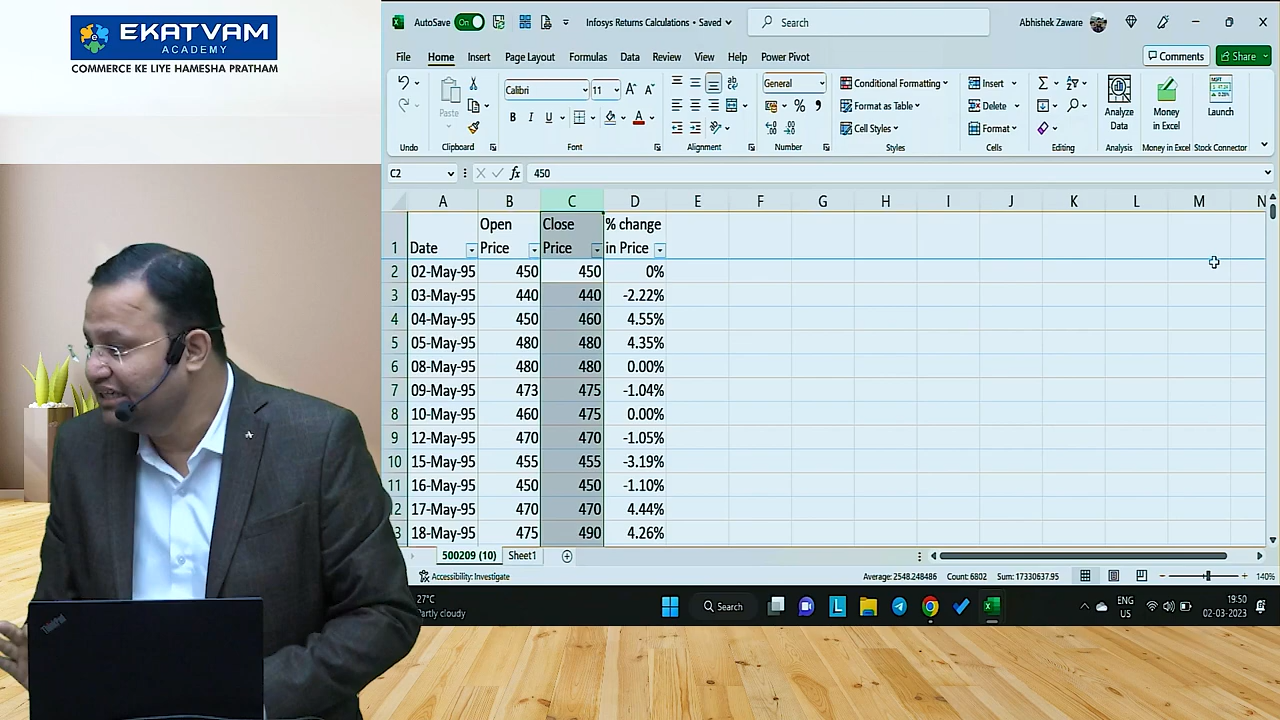 EKATVAM
ACADEMY
COMMERCE KE LIYE HAMESHA PRATHAM
AutoSave On Infosys Returns Calculations • Saved Search Abhishek Zaware
File Home Insert Page Layout Formulas Data Review View Help Power Pivot Comments Share
Paste Calibri 11 General Conditional Formatting Insert Analyze Data Money in Excel Launch
B I U Format as Table Delete
Cell Styles Format
Undo Clipboard Font Alignment Number Styles Cells Editing Analysis Money in Excel Stock Connector
C2 fx 450
A B C D E F G H I J K L M N
1 Date Open Price Close Price % change in Price
2 02-May-95 450 450 0%
3 03-May-95 440 440 -2.22%
4 04-May-95 450 460 4.55%
5 05-May-95 480 480 4.35%
6 08-May-95 480 480 0.00%
7 09-May-95 473 475 -1.04%
8 10-May-95 460 475 0.00%
9 12-May-95 470 470 -1.05%
10 15-May-95 455 455 -3.19%
11 16-May-95 450 450 -1.10%
12 17-May-95 470 470 4.44%
3 18-May-95 475 490 4.26%
500209 (10) Sheet1
Accessibility: Investigate Average: 2548.248486 Count: 6802 Sum: 17330637.95 140%
27°C
artly cloudy
Search
ENG
US
19:50
02-03-2023
ThinkPad